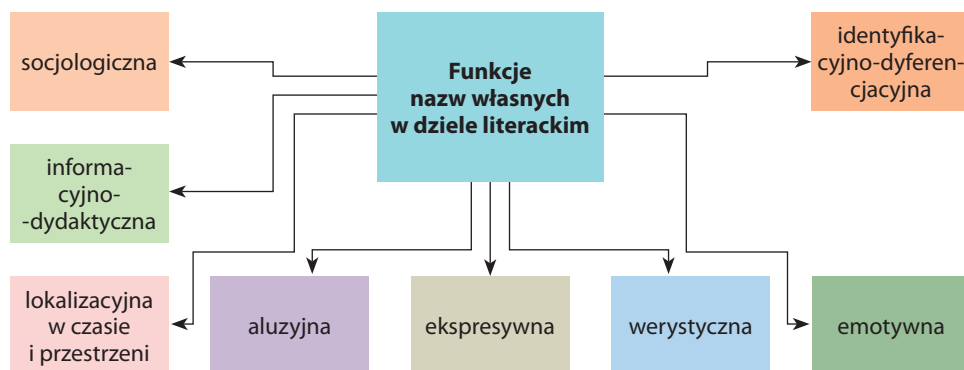 Funkcje
nazw własnych
w dziele literackim
socjologiczna
identyfika-
cyjno-dyferen-
cjacyjna
informa-
cyjno-
-dydaktyczna
lokalizacyjna
w czasie
i przestrzeni
aluzyjna
ekspresywna
werystyczna
emotywna